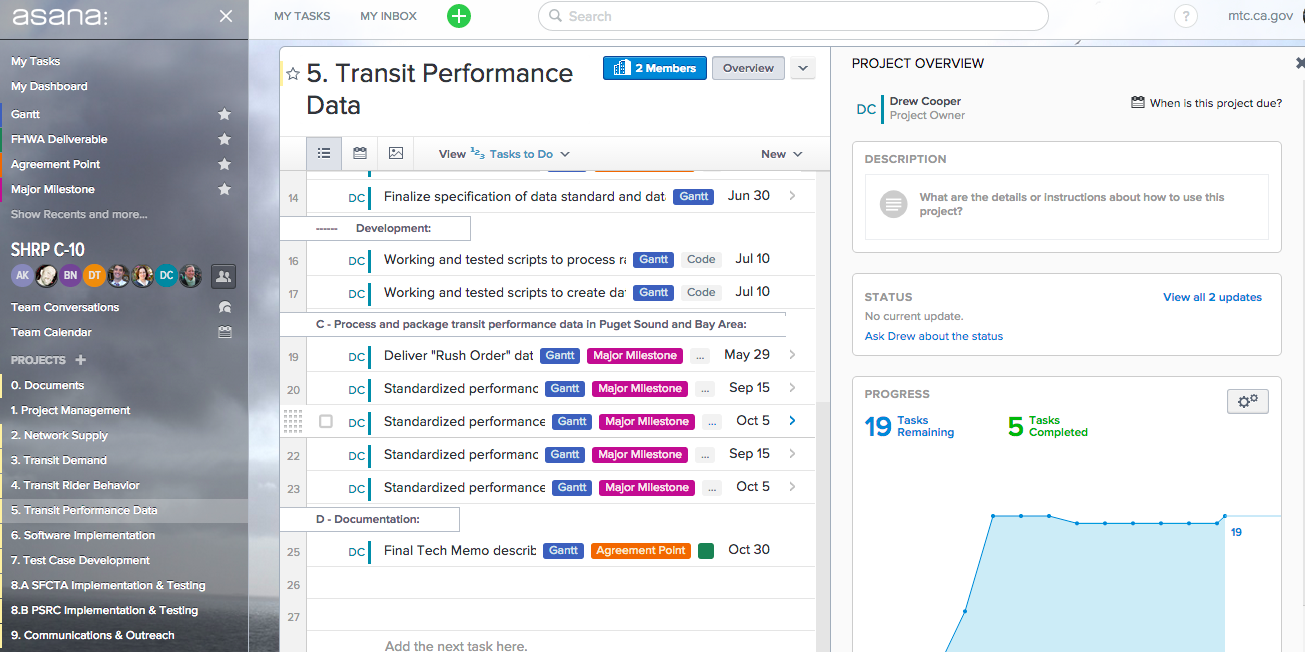 asana:
My Tasks
My Dashboard
Gantt
FHWA Deliverable
Agreement Point
Major Milestone
Show Recents and more...
SHRP C-10
AK BN DT DC
Team Conversations
Team Calendar
PROJECTS +
0. Documents
1. Project Management
2. Network Supply
3. Transit Demand
4. Transit Rider Behavior
5. Transit Performance Data
6. Software Implementation
7. Test Case Development
8.A SFCTA Implementation & Testing
8.B PSRC Implementation & Testing
9. Communications & Outreach
MY TASKS MY INBOX Search ? mtc.ca.gov
5. Transit Performance
Data
2 Members Overview
View 123 Tasks to Do New
14 DC Finalize specification of data standard and dat Gantt Jun 30
------ Development:
16 DC Working and tested scripts to process ra Gantt Code Jul 10
17 DC Working and tested scripts to create dat Gantt Code Jul 10
C - Process and package transit performance data in Puget Sound and Bay Area:
19 DC Deliver "Rush Order" dat Gantt Major Milestone ... May 29
20 DC Standardized performanc Gantt Major Milestone ... Sep 15
DC Standardized performance Gantt Major Milestone ... Oct 5
22 DC Standardized performanc Gantt Major Milestone ... Sep 15
23 DC Standardized performance Gantt Major Milestone ... Oct 5
D - Documentation:
25 DC Final Tech Memo describ Gantt Agreement Point Oct 30
26
27
Add the next task here.
PROJECT OVERVIEW
DC Drew Cooper
Project Owner
When is this project due?
DESCRIPTION
What are the details or instructions about how to use this
project?
STATUS View all 2 updates
No current update.
Ask Drew about the status
PROGRESS
19 Tasks Remaining
5 Tasks Completed
19